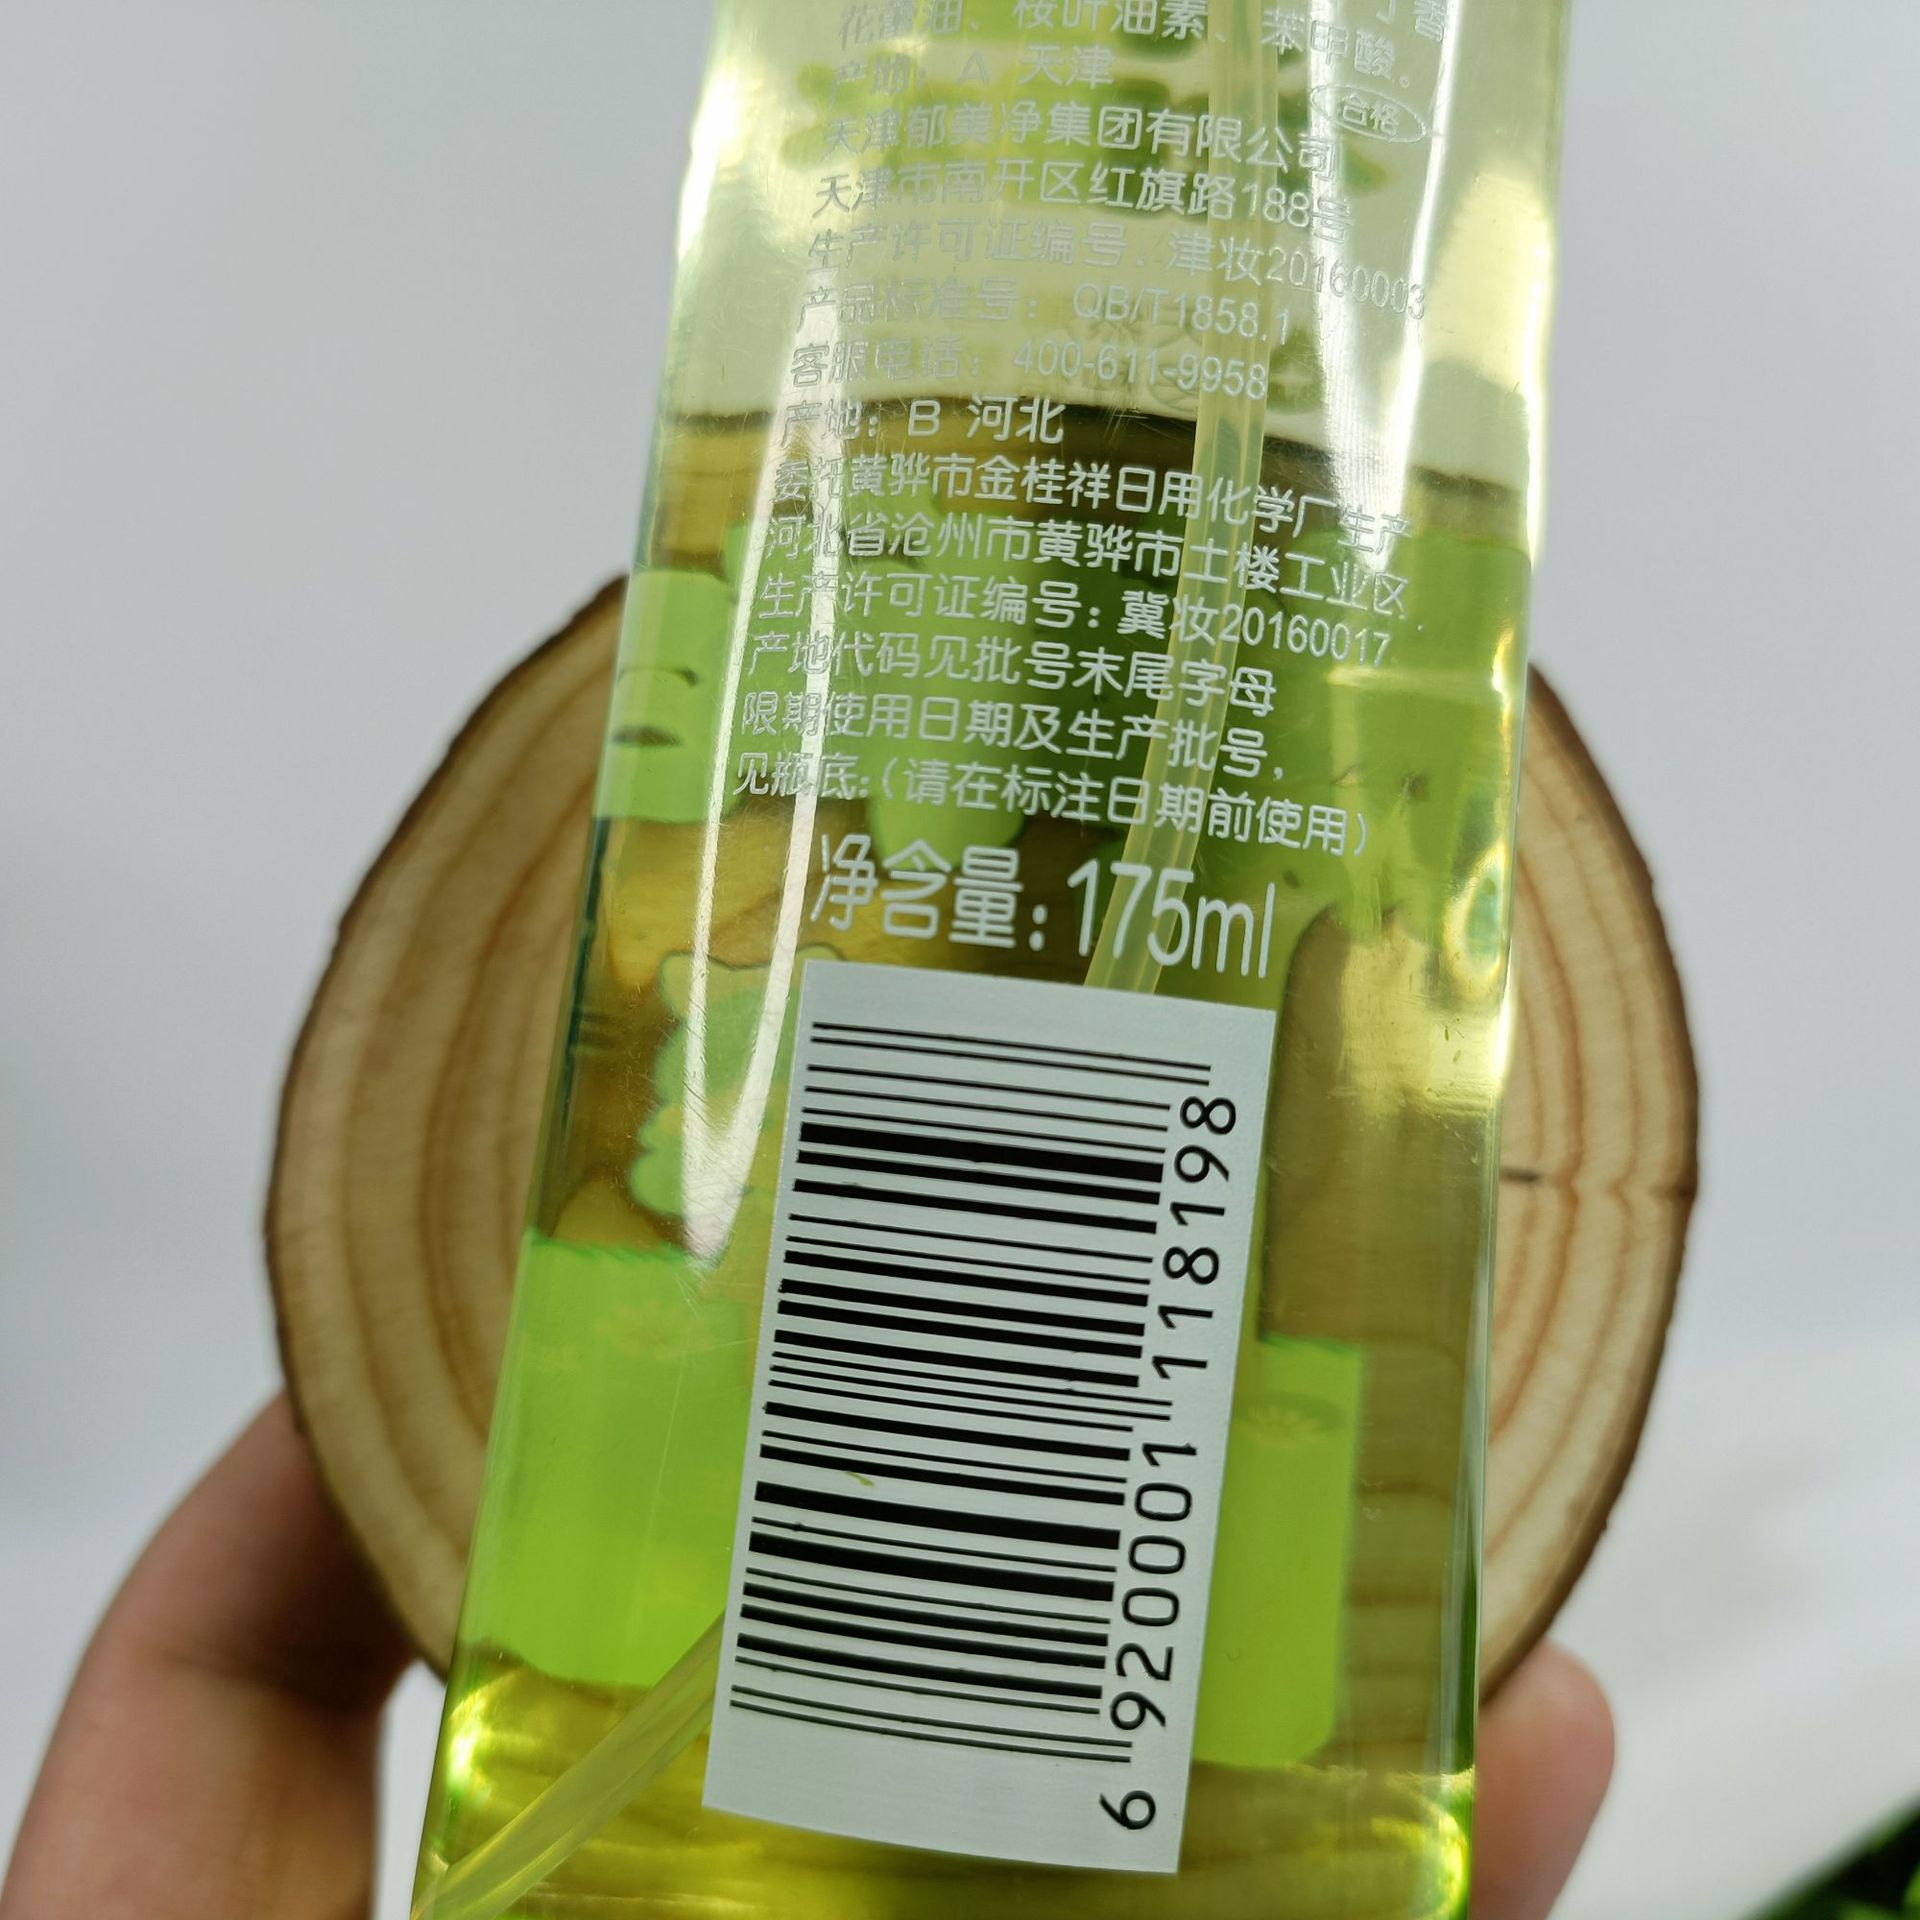 花蕾油、桉叶油素、苯甲酸。
产地：A 天津
合格
天津郁美净集团有限公司
天津市南开区红旗路188号
生产许可证编号：津妆20160003
产品标准号：QB/T1858.1
客服电话：400-611-9958
产地：B 河北
委托黄骅市金桂祥日用化学厂生产
河北省沧州市黄骅市土楼工业区
生产许可证编号：冀妆20160017
产地代码见批号末尾字母
限期使用日期及生产批号，
见瓶底：（请在标注日期前使用）
净含量：175ml
6 920001 118198